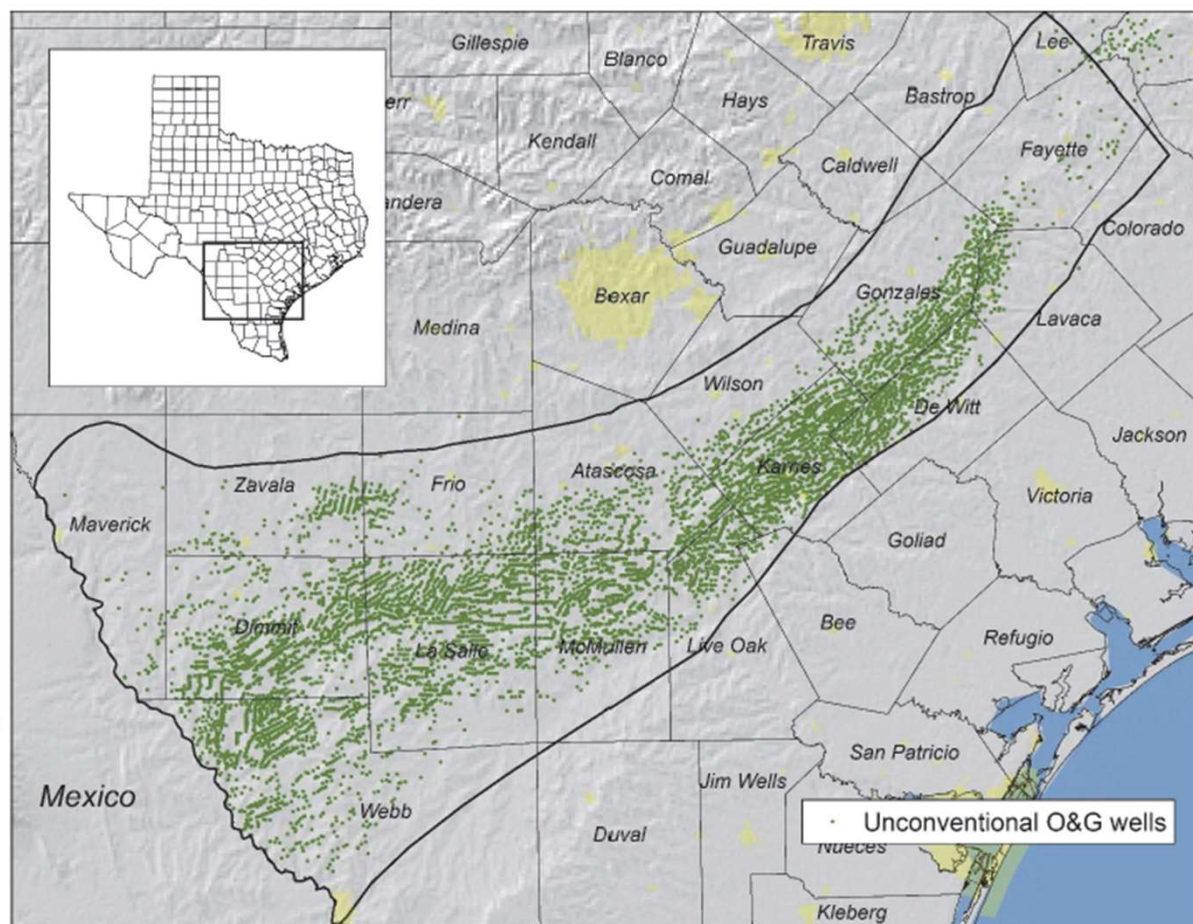 Gillespie
Blanco
Travis
Lee
Hays
Bastrop
err
Kendall
Fayette
Caldwell
Comal
andera
Guadalupe
Colorado
Bexar
Gonzales
Medina
Lavaca
Wilson
De Witt
Jackson
Atascosa
Karnes
Zavala
Frio
Victoria
Maverick
Goliad
Dimmit
Bee
La Salle
McMullen
Live Oak
Refugio
San Patricio
Jim Wells
Mexico
Webb
Unconventional O&G wells
Duval
Nueces
Kleberg